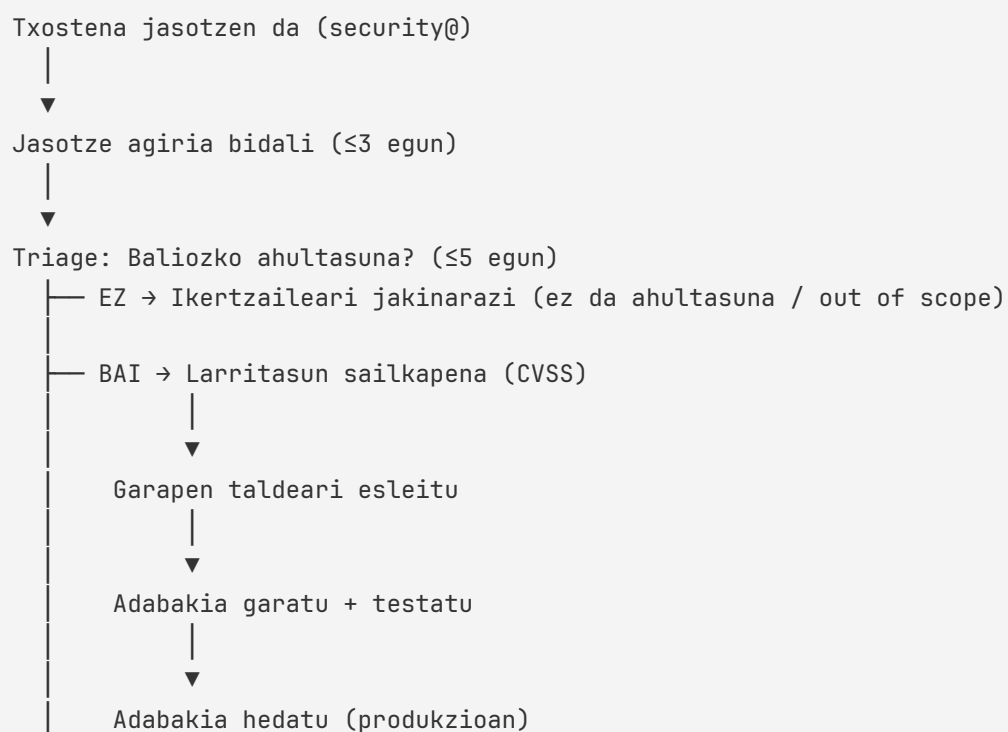 Txostena jasotzen da (security@)
Jasotze agiria bidali (≤3 egun)
Triage: Baliozko ahultasuna? (≤5 egun)
EZ → Ikertzaileari jakinarazi (ez da ahultasuna / out of scope)
BAI → Larritasun sailkapena (CVSS)
Garapen taldeari esleitu
Adabakia garatu + testatu
Adabakia hedatu (produkzioan)